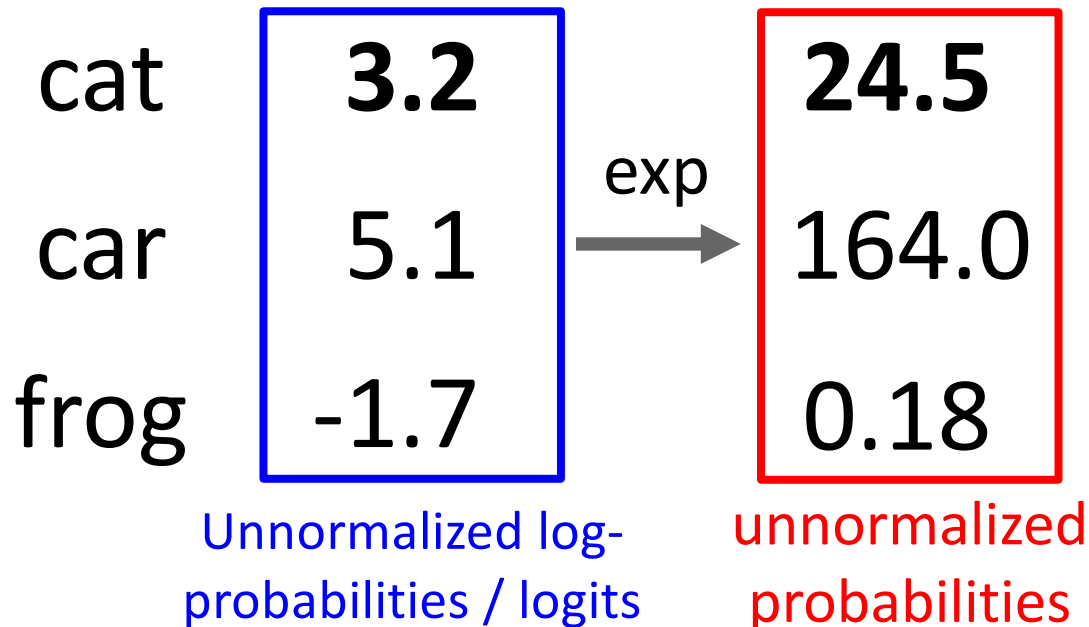 cat 3.2 24.5
exp
car 5.1 164.0
frog -1.7 0.18
Unnormalized log-
probabilities / logits
unnormalized
probabilities